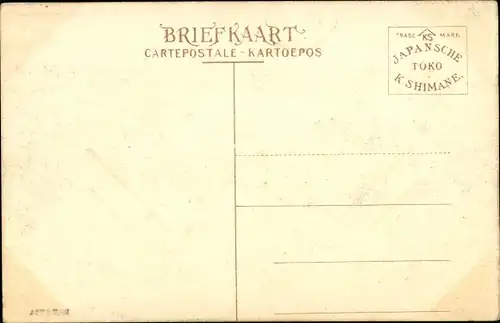 BRIEFKAART
CARTEPOSTALE - KARTOEPOS
TRADE KS MARK
JAPANSCHE
TOKO
K. SHIMANE.